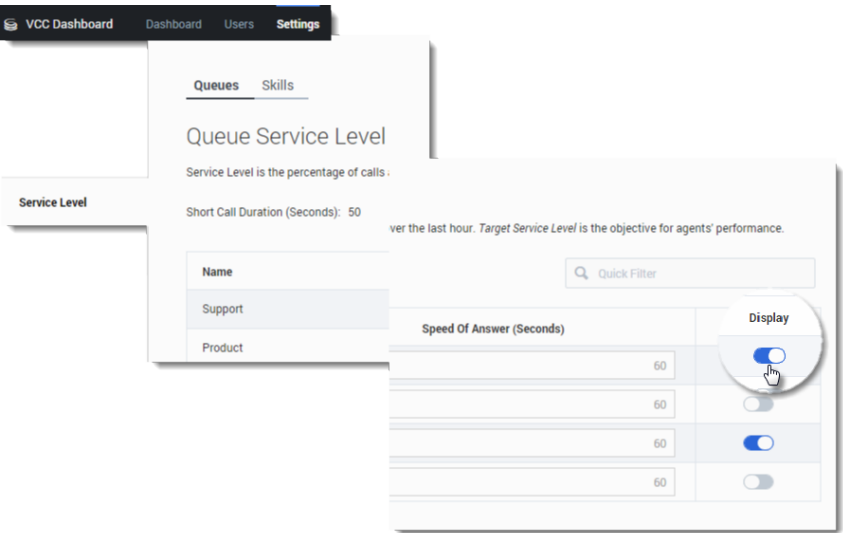 VCC Dashboard Dashboard Users Settings
Queues Skills
Queue Service Level
Service Level is the percentage of calls
Service Level
Short Call Duration (Seconds): 50
Name
Support
Product
over the last hour. Target Service Level is the objective for agents' performance.
Quick Filter
Speed Of Answer (Seconds) Display
60
60
60
60